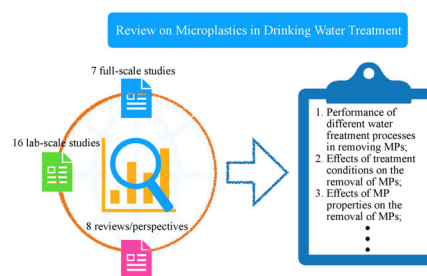 Review on Microplastics in Drinking Water Treatment
7 full-scale studies
16 lab-scale studies
8 reviews/perspectives
1. Performance of
different water
freatment processes
in removing MPs;
2. Effects of treatment
conditions on the
removal of MPs;
3. Effects of MP
properties on the
removal of MPs;